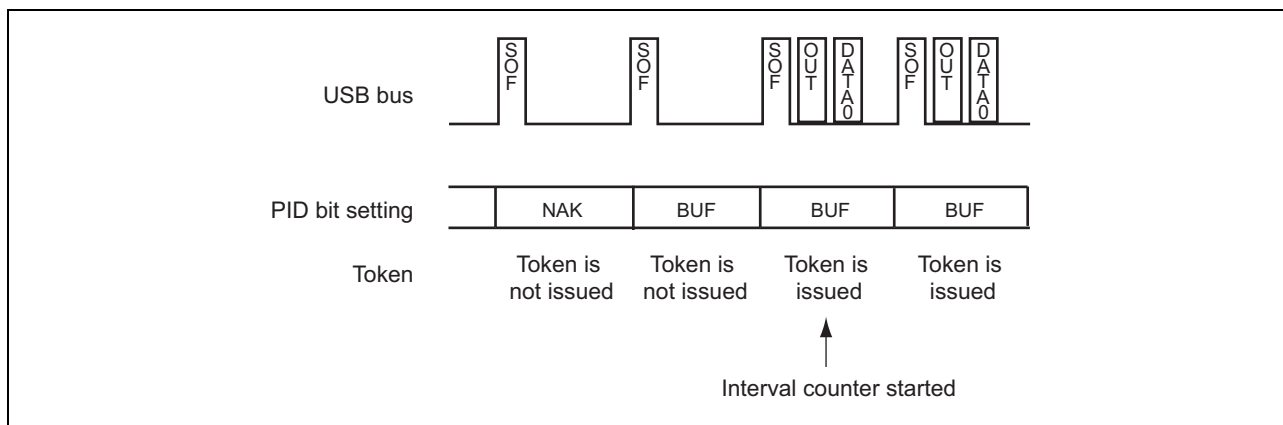 USB bus SOF SOF SOF OUT DATA0 SOF OUT DATA0
PID bit setting NAK BUF BUF BUF
Token Token is not issued Token is not issued Token is issued Token is issued
Interval counter started